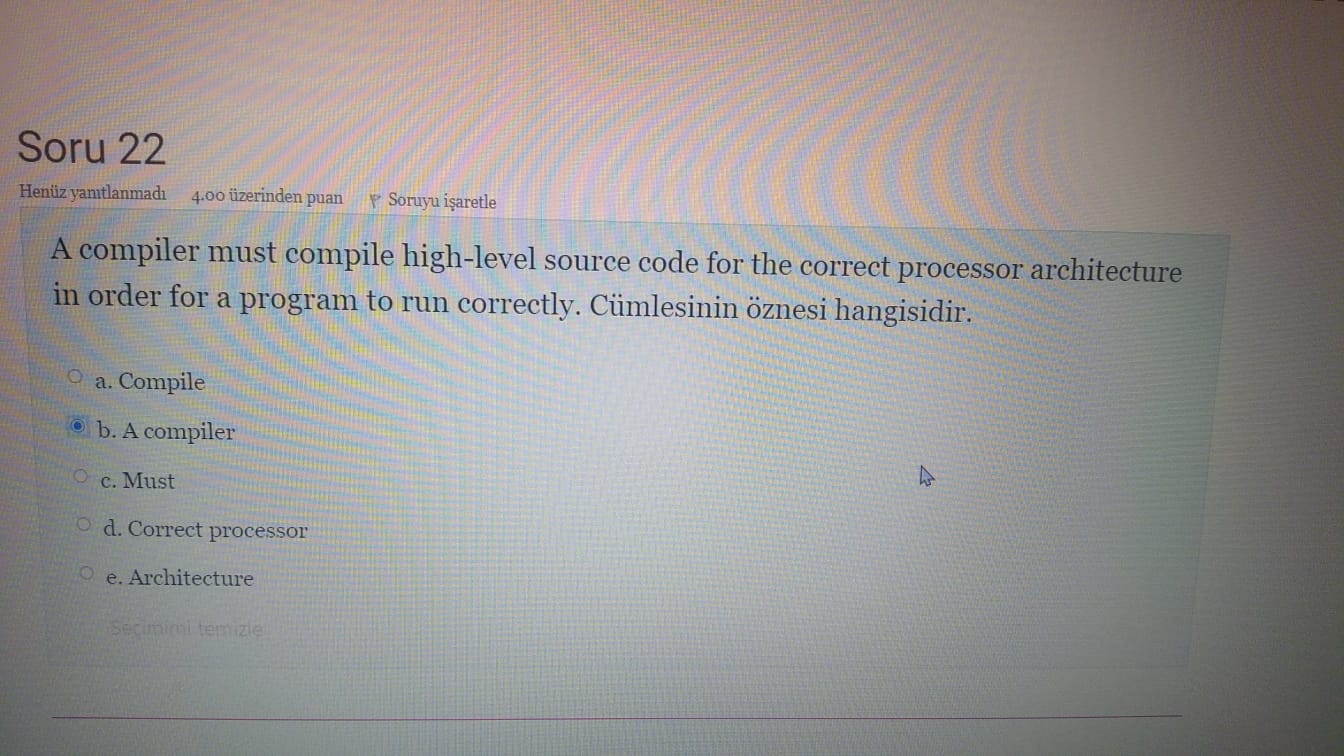 Soru 22
Henüz yanıtlanmadı 4.00 üzerinden puan Soruyu işaretle
A compiler must compile high-level source code for the correct processor architecture
in order for a program to run correctly. Cümlesinin öznesi hangisidir.
a. Compile
b. A compiler
c. Must
d. Correct processor
e. Architecture
Seçimimi temizle